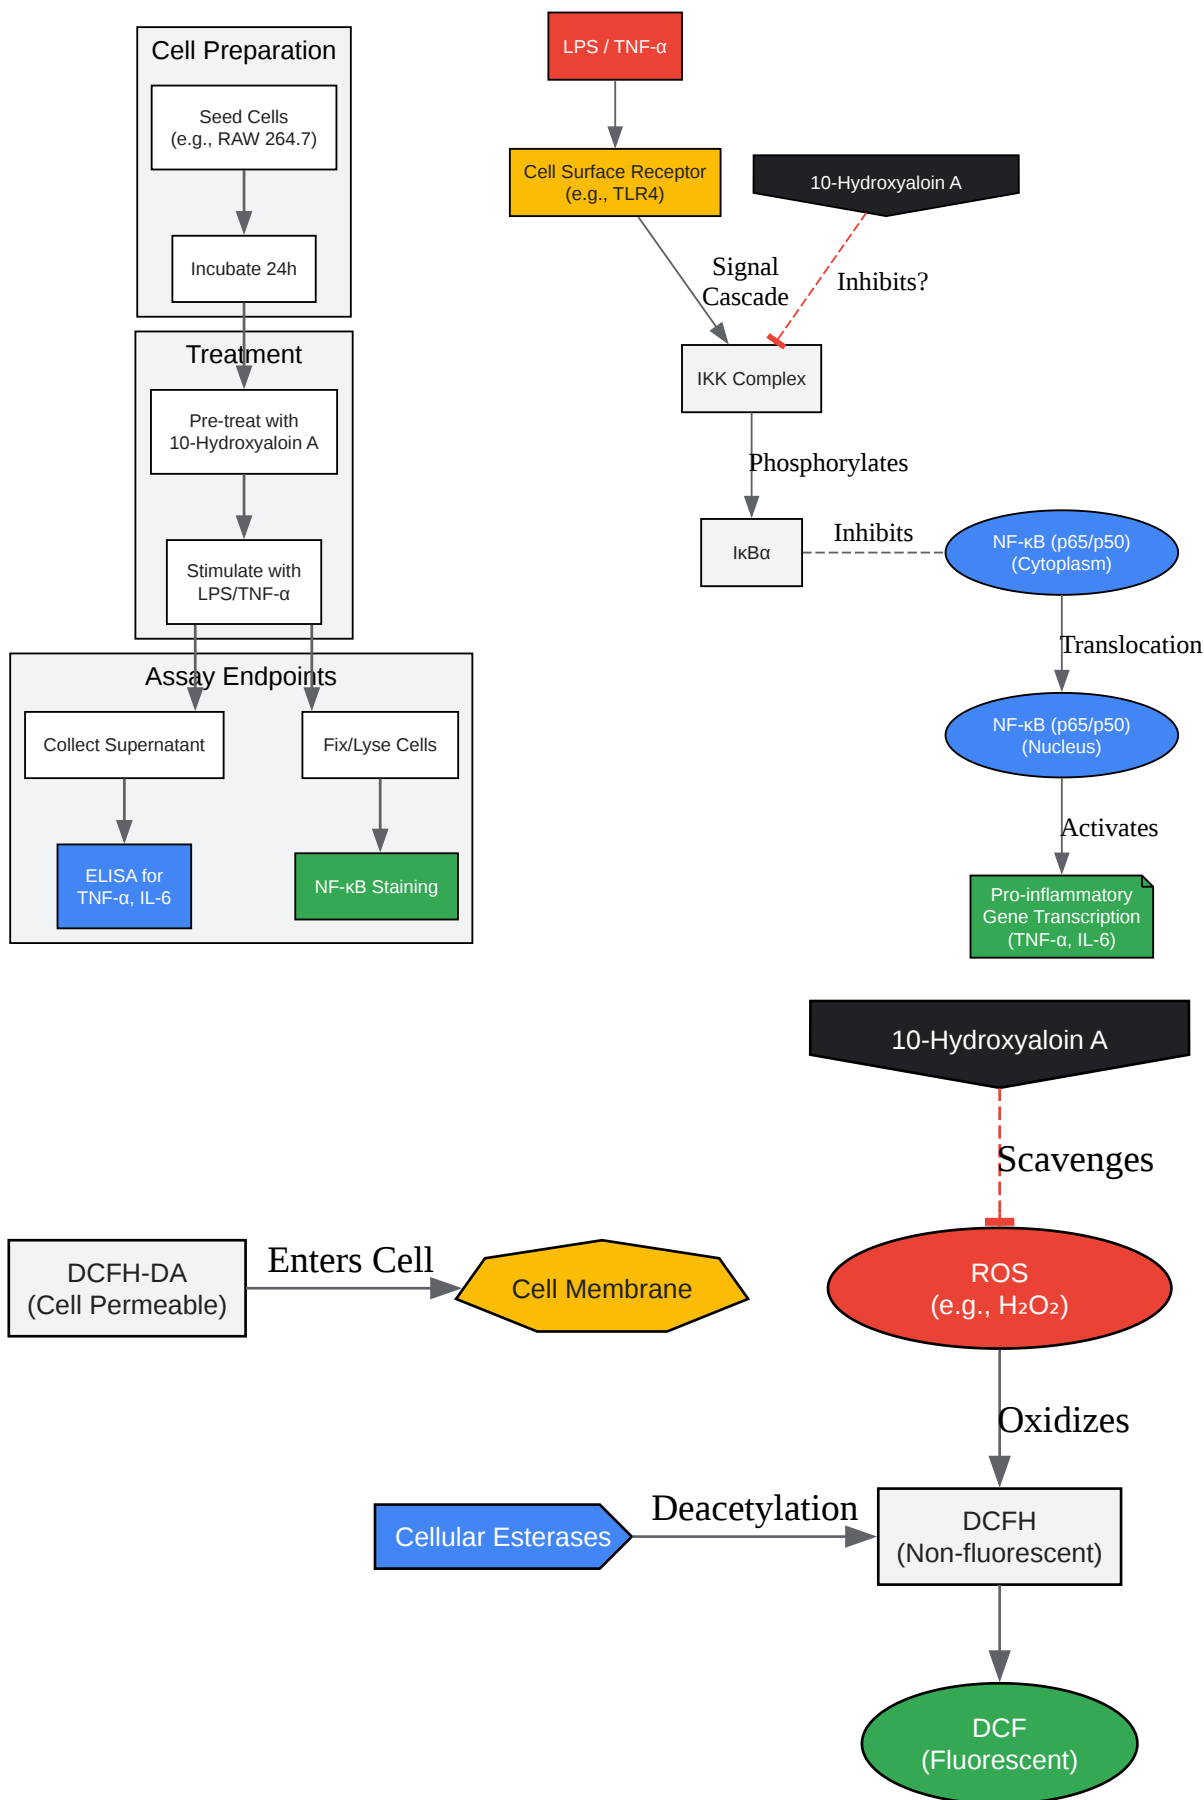 Cell Preparation
Seed Cells
(e.g., RAW 264.7)
Incubate 24h
Treatment
Pre-treat with
10-Hydroxyaloin A
Stimulate with
LPS/TNF-α
Assay Endpoints
Collect Supernatant
Fix/Lyse Cells
ELISA for
TNF-α, IL-6
NF-κB Staining
LPS / TNF-α
Cell Surface Receptor
(e.g., TLR4)
10-Hydroxyaloin A
Signal
Cascade
Inhibits?
IKK Complex
Phosphorylates
IκBα
Inhibits
NF-κB (p65/p50)
(Cytoplasm)
Translocation
NF-κB (p65/p50)
(Nucleus)
Activates
Pro-inflammatory
Gene Transcription
(TNF-α, IL-6)
10-Hydroxyaloin A
Scavenges
DCFH-DA
(Cell Permeable)
Enters Cell
Cell Membrane
ROS
(e.g., H₂O₂)
Oxidizes
Cellular Esterases
Deacetylation
DCFH
(Non-fluorescent)
DCF
(Fluorescent)